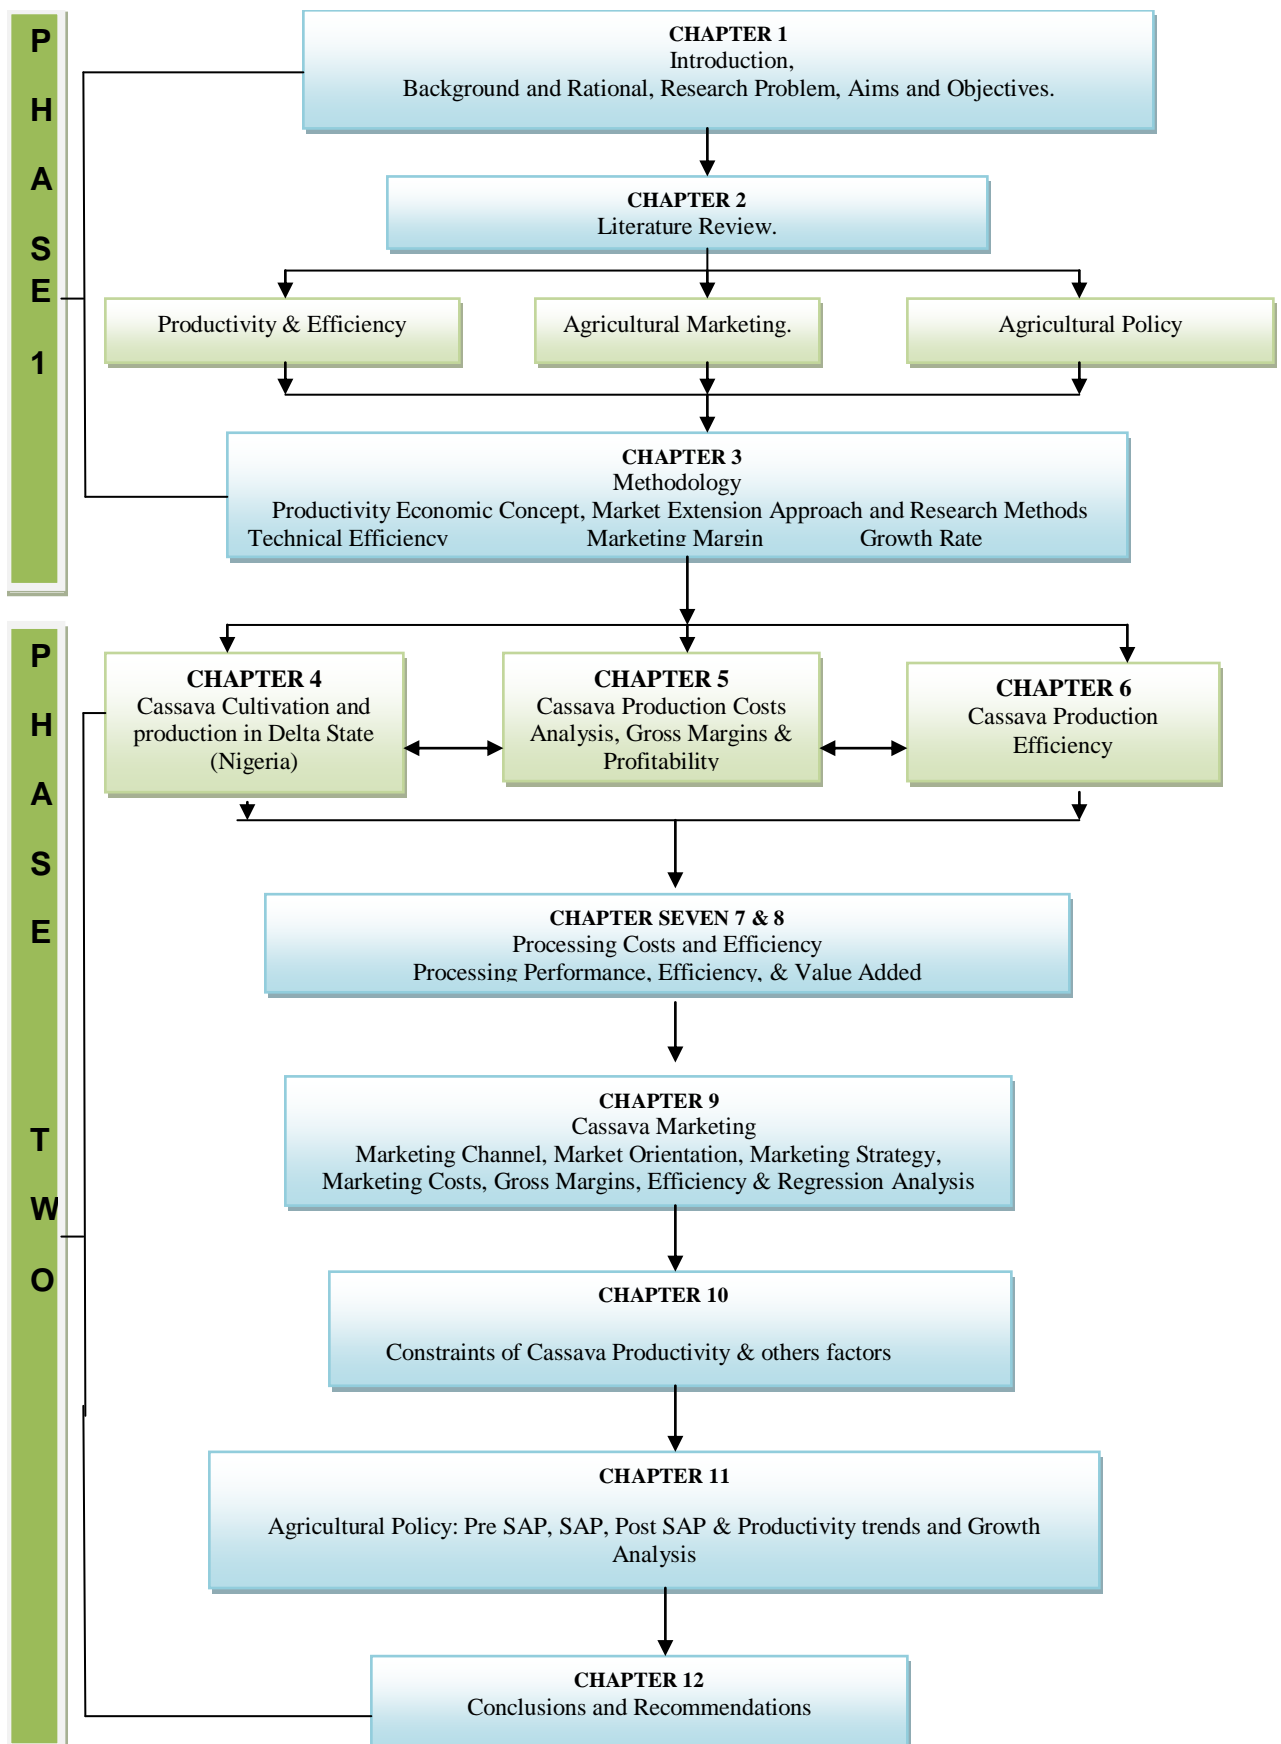 PHASE 1
CHAPTER 1
Introduction,
Background and Rational, Research Problem, Aims and Objectives.
CHAPTER 2
Literature Review.
Productivity & Efficiency
Agricultural Marketing.
Agricultural Policy
CHAPTER 3
Methodology
Productivity Economic Concept, Market Extension Approach and Research Methods
Technical Efficiency Marketing Margin Growth Rate
PHASE TWO
CHAPTER 4
Cassava Cultivation and
production in Delta State
(Nigeria)
CHAPTER 5
Cassava Production Costs
Analysis, Gross Margins &
Profitability
CHAPTER 6
Cassava Production
Efficiency
CHAPTER SEVEN 7 & 8
Processing Costs and Efficiency
Processing Performance, Efficiency, & Value Added
CHAPTER 9
Cassava Marketing
Marketing Channel, Market Orientation, Marketing Strategy,
Marketing Costs, Gross Margins, Efficiency & Regression Analysis
CHAPTER 10
Constraints of Cassava Productivity & others factors
CHAPTER 11
Agricultural Policy: Pre SAP, SAP, Post SAP & Productivity trends and Growth
Analysis
CHAPTER 12
Conclusions and Recommendations